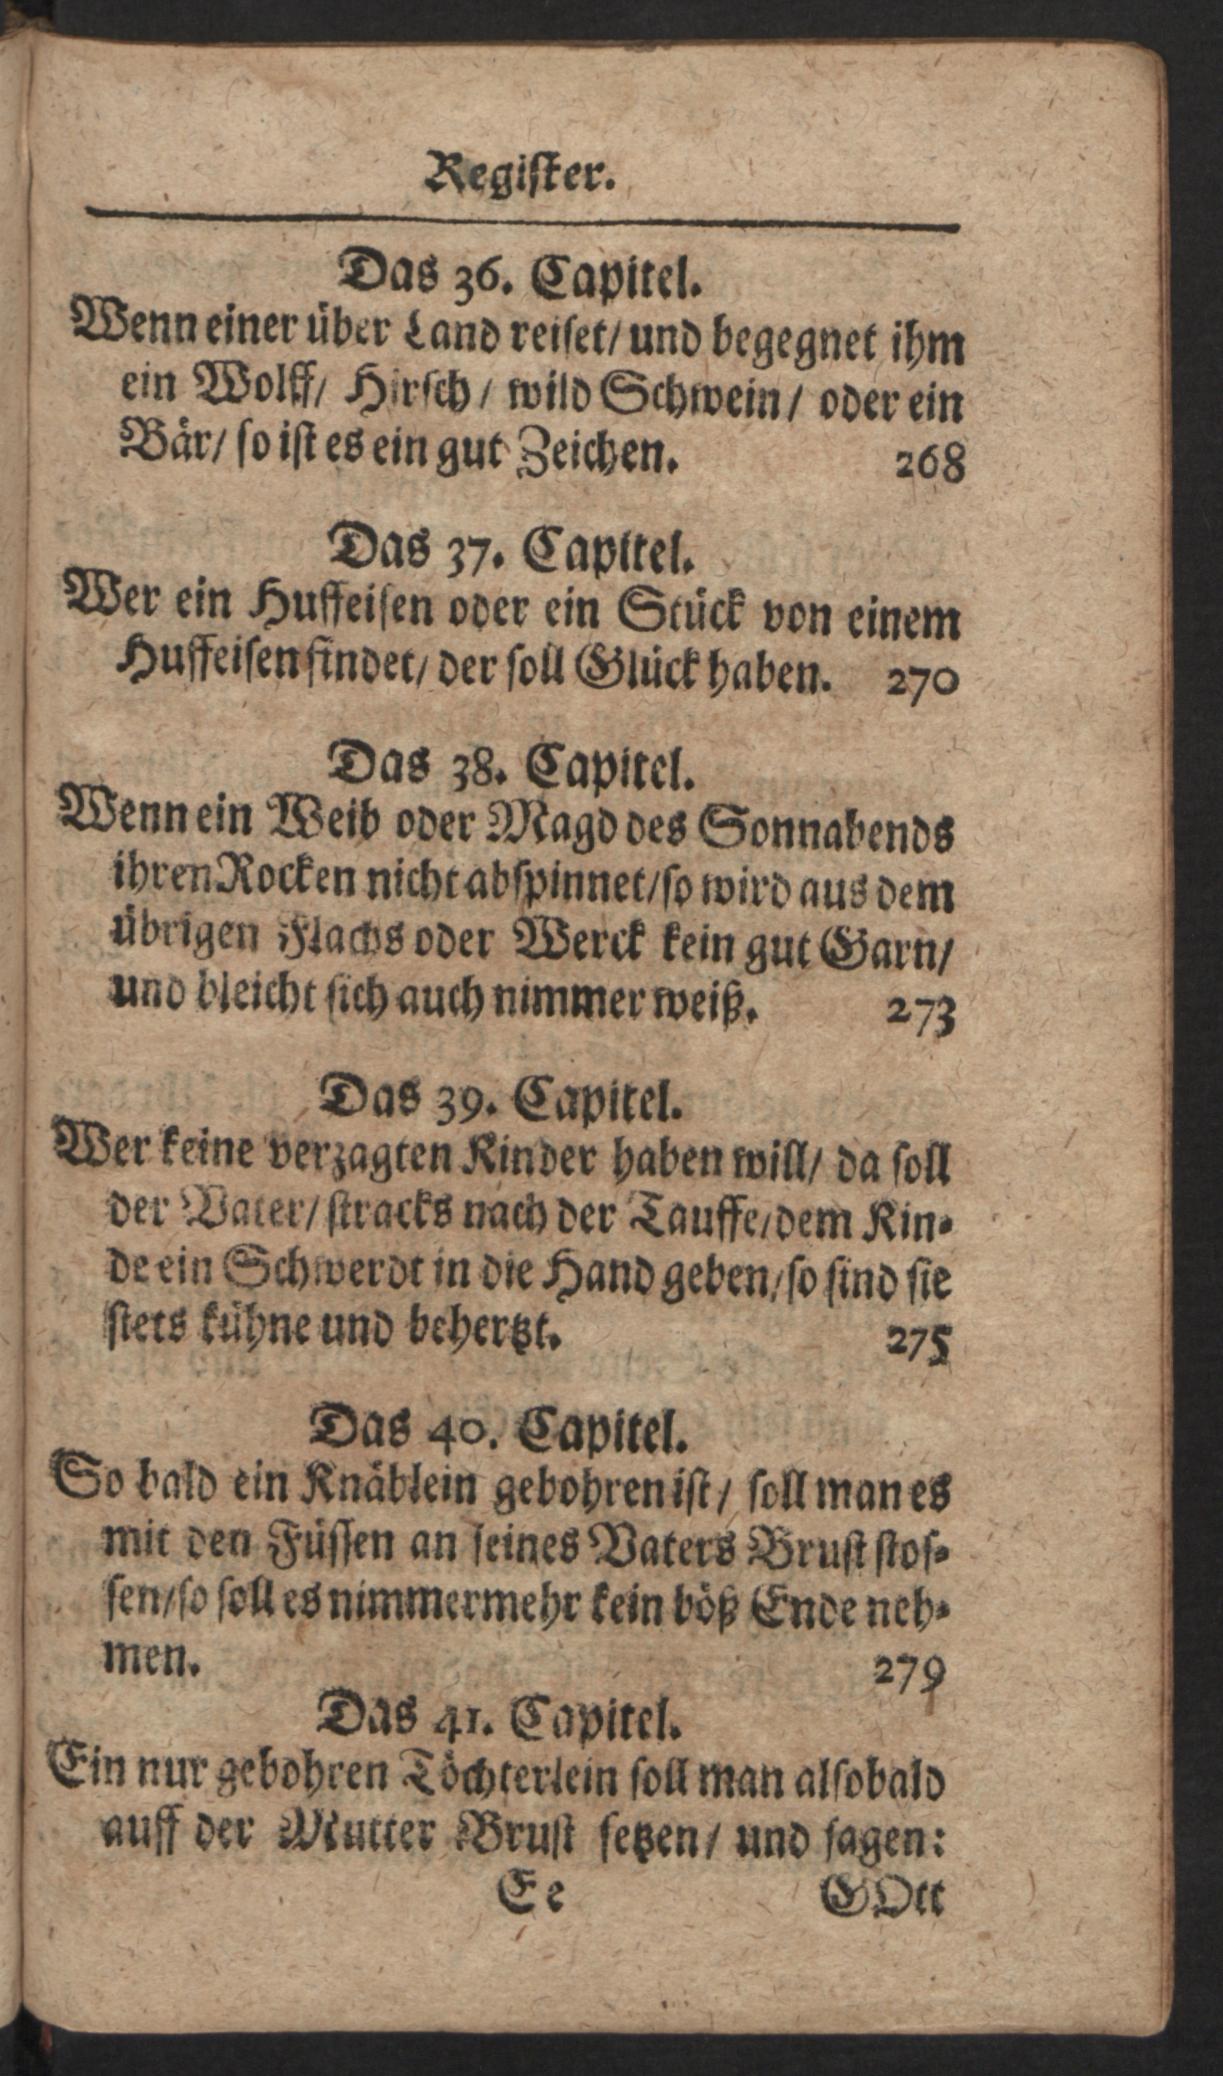 Register.
Das 36. Capitel.
Wenn einer über Land reiset/ und begegnet ihm
ein Wolff/ Hirsch/ wild Schwein/ oder ein
Bär/ so ist es ein gut Zeichen. 268
Das 37. Capitel.
Wer ein Huffeisen oder ein Stück von einem
Huffeisen findet/ der soll Glück haben. 270
Das 38. Capitel.
Wenn ein Weib oder Magd des Sonnabends
ihren Rocken nicht abspinnet/ so wird aus dem
übrigen Flachs oder Werck kein gut Garn/
und bleicht sich auch nimmer weiß. 273
Das 39. Capitel.
Wer keine verzagten Kinder haben will/ da soll
der Vater/ stracks nach der Tauffe/ dem Kin-
de ein Schwerdt in die Hand geben/ so sind sie
stets kühne und behertzt. 275
Das 40. Capitel.
So bald ein Knäblein gebohren ist/ soll man es
mit den Füssen an seines Vaters Brust stos-
sen/ so soll es nimmermehr kein böß Ende neh-
men. 279
Das 41. Capitel.
Ein nur gebohren Töchterlein soll man alsobald
auff der Mutter Brust setzen/ und sagen:
Ee GOtt